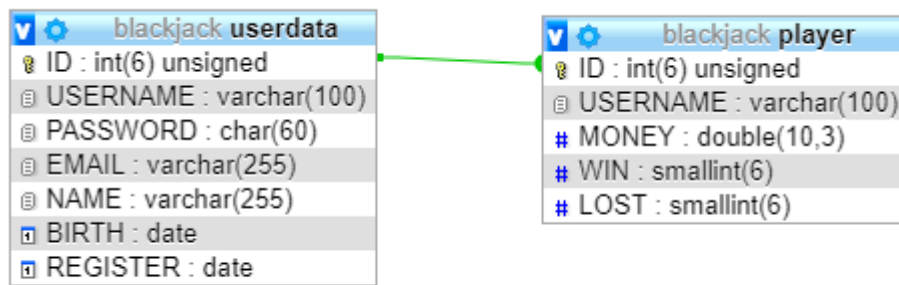 v blackjack userdata
ID : int(6) unsigned
USERNAME : varchar(100)
PASSWORD : char(60)
EMAIL : varchar(255)
NAME : varchar(255)
BIRTH : date
REGISTER : date
v blackjack player
ID : int(6) unsigned
USERNAME : varchar(100)
# MONEY : double(10,3)
# WIN : smallint(6)
# LOST : smallint(6)